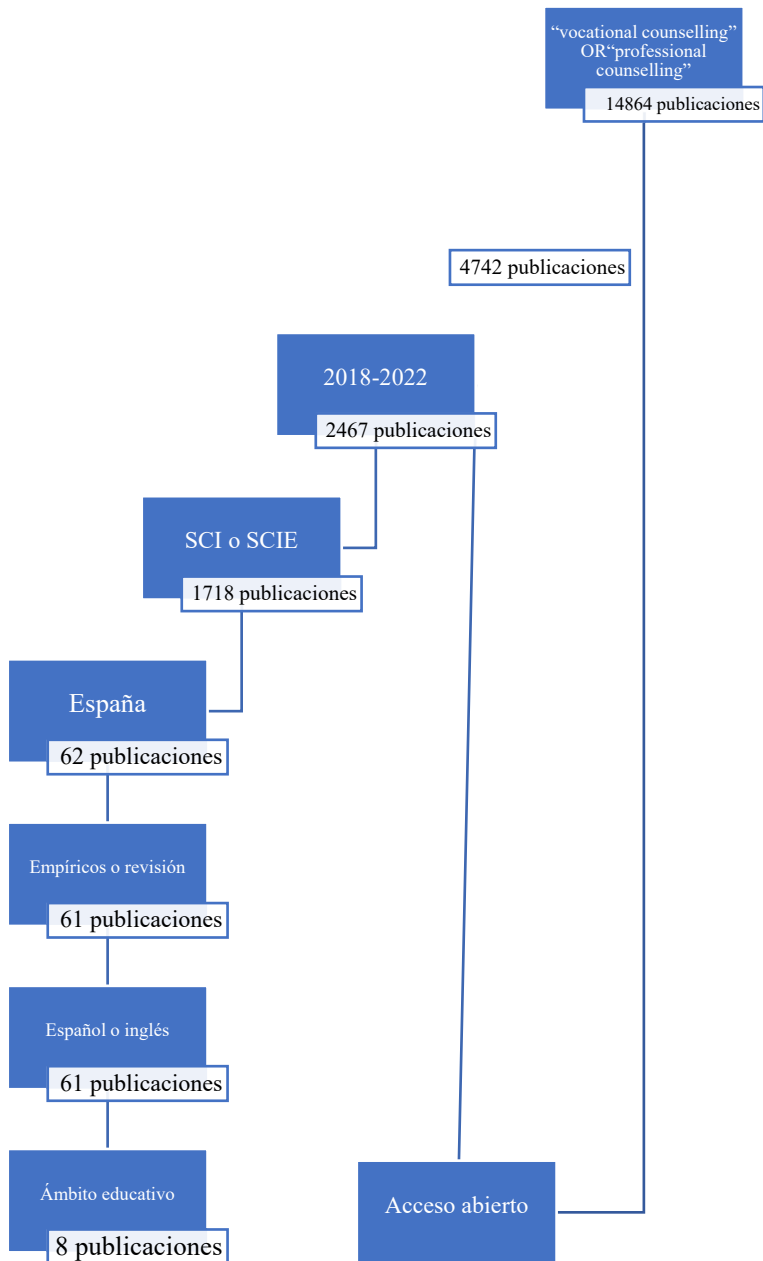 “vocational counselling”
OR“professional
counselling”
14864 publicaciones
4742 publicaciones
2018-2022
2467 publicaciones
SCI o SCIE
1718 publicaciones
España
62 publicaciones
Empíricos o revisión
61 publicaciones
Español o inglés
61 publicaciones
Ámbito educativo
8 publicaciones
Acceso abierto